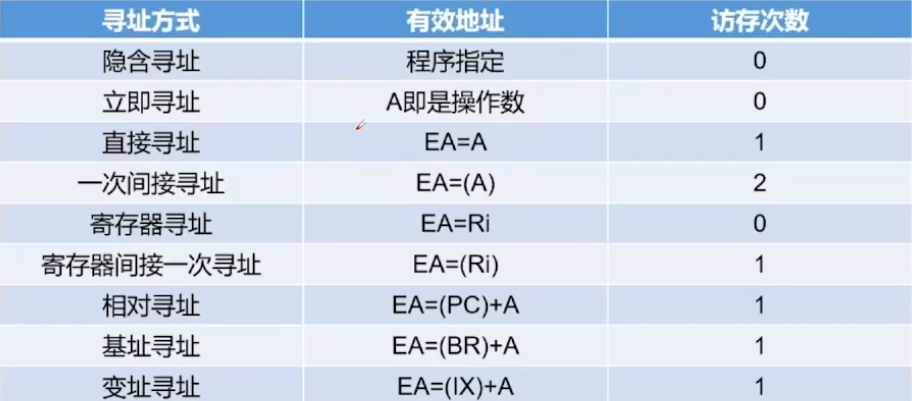 寻址方式 有效地址 访存次数
隐含寻址 程序指定 0
立即寻址 A即是操作数 0
直接寻址 EA=A 1
一次间接寻址 EA=(A) 2
寄存器寻址 EA=Ri 0
寄存器间接一次寻址 EA=(Ri) 1
相对寻址 EA=(PC)+A 1
基址寻址 EA=(BR)+A 1
变址寻址 EA=(IX)+A 1